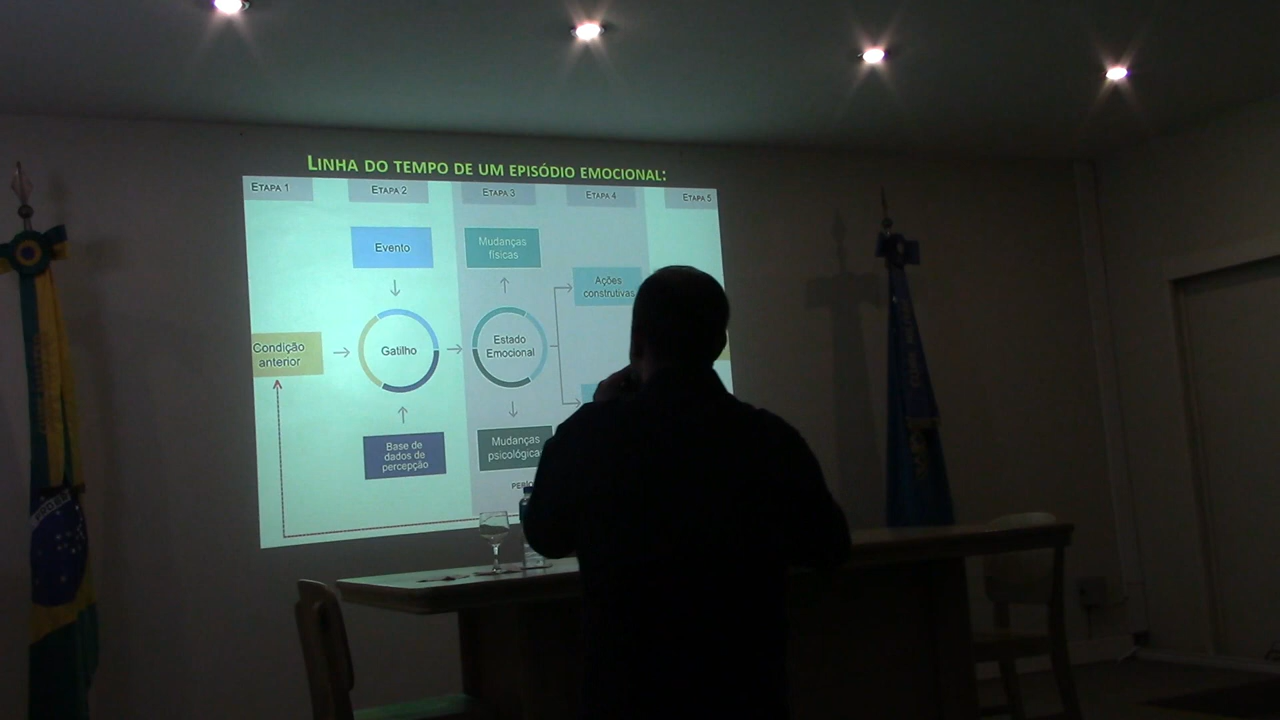 LINHA DO TEMPO DE UM EPISÓDIO EMOCIONAL:
ETAPA 1
ETAPA 2
ETAPA 3
ETAPA 4
ETAPA 5
Evento
Mudanças
físicas
Ações
construtivas
Condição
anterior
Gatilho
Estado
Emocional
Base de
dados de
percepção
Mudanças